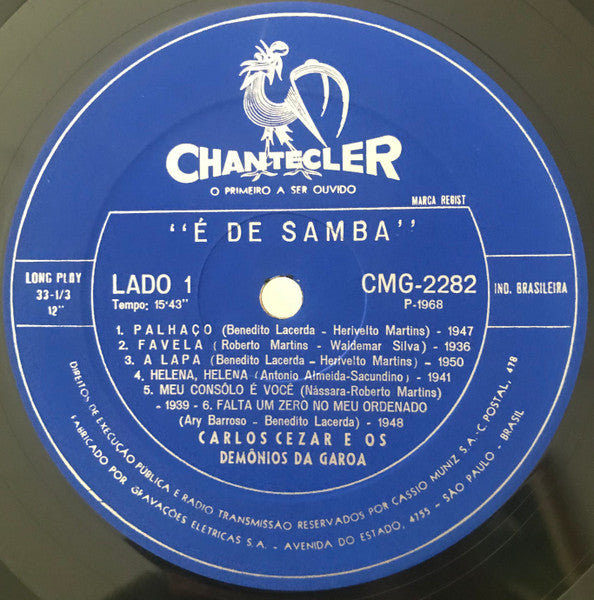 CHANTECLER
O PRIMEIRO A SER OUVIDO
MARCA REGIST
"É DE SAMBA"
LONG PLAY
33-1/3
12"
LADO 1
Tempo: 15'43"
CMG-2282
P-1968
IND. BRASILEIRA
1. PALHAÇO (Benedito Lacerda - Herivelto Martins) - 1947
2. FAVELA ( Roberto Martins - Waldemar Silva) - 1936
3. A LAPA (Benedito Lacerda - Herivelto Martins) - 1950
4. HELENA, HELENA (Antonio Almeida-Sacundino) - 1941
5. MEU CONSÔLO É VOCÊ (Nássara-Roberto Martins)
- 1939 - 6. FALTA UM ZERO NO MEU ORDENADO
(Ary Barroso - Benedito Lacerda) - 1948
CARLOS CEZAR E OS
DEMÔNIOS DA GAROA
DIREITOS DE EXECUÇÃO PÚBLICA E RADIO TRANSMISSÃO RESERVADOS POR CASSIO MUNIZ S.A. - C. POSTAL, 478
FABRICADO POR GRAVAÇÕES ELETRICAS S.A. - AVENIDA DO ESTADO, 4755 - SÃO PAULO - BRASIL